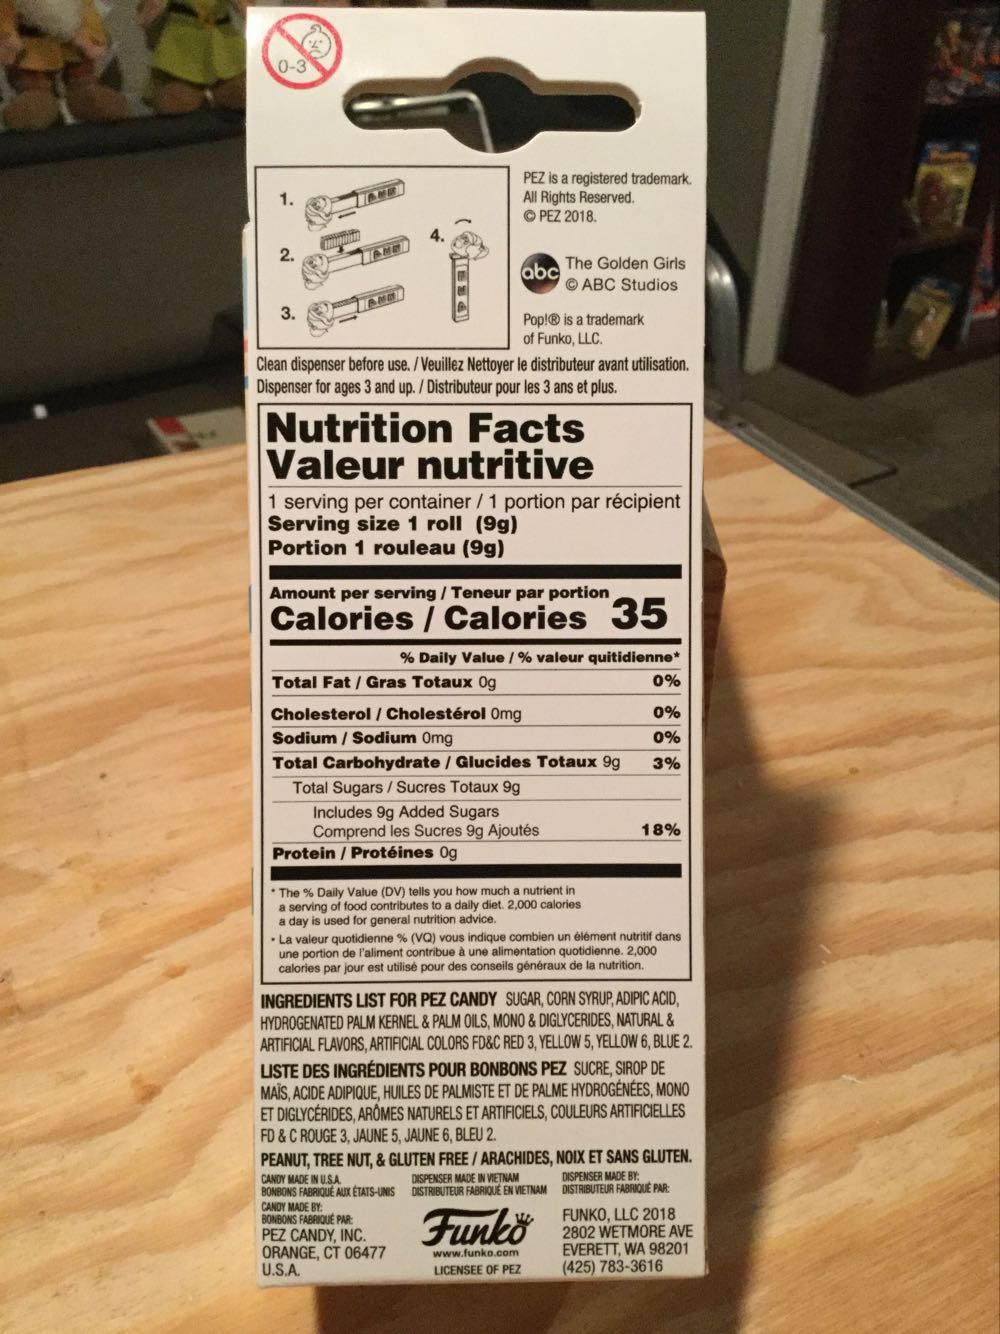 0-3
1.
2.
3.
4.
PEZ is a registered trademark.
All Rights Reserved.
© PEZ 2018.
abc
The Golden Girls
© ABC Studios
Pop!® is a trademark
of Funko, LLC.
Clean dispenser before use. / Veuillez Nettoyer le distributeur avant utilisation.
Dispenser for ages 3 and up. / Distributeur pour les 3 ans et plus.
Nutrition Facts
Valeur nutritive
1 serving per container / 1 portion par récipient
Serving size 1 roll (9g)
Portion 1 rouleau (9g)
Amount per serving / Teneur par portion
Calories / Calories 35
% Daily Value / % valeur quitidienne*
Total Fat / Gras Totaux 0g 0%
Cholesterol / Cholestérol 0mg 0%
Sodium / Sodium 0mg 0%
Total Carbohydrate / Glucides Totaux 9g 3%
Total Sugars / Sucres Totaux 9g
Includes 9g Added Sugars
Comprend les Sucres 9g Ajoutés 18%
Protein / Protéines 0g
* The % Daily Value (DV) tells you how much a nutrient in
a serving of food contributes to a daily diet. 2,000 calories
a day is used for general nutrition advice.
* La valeur quotidienne % (VQ) vous indique combien un élément nutritif dans
une portion de l'aliment contribue à une alimentation quotidienne. 2,000
calories par jour est utilisé pour des conseils généraux de la nutrition.
INGREDIENTS LIST FOR PEZ CANDY SUGAR, CORN SYRUP, ADIPIC ACID,
HYDROGENATED PALM KERNEL & PALM OILS, MONO & DIGLYCERIDES, NATURAL &
ARTIFICIAL FLAVORS, ARTIFICIAL COLORS FD&C RED 3, YELLOW 5, YELLOW 6, BLUE 2.
LISTE DES INGRÉDIENTS POUR BONBONS PEZ SUCRE, SIROP DE
MAÏS, ACIDE ADIPIQUE, HUILES DE PALMISTE ET DE PALME HYDROGÉNÉES, MONO
ET DIGLYCÉRIDES, ARÔMES NATURELS ET ARTIFICIELS, COULEURS ARTIFICIELLES
FD & C ROUGE 3, JAUNE 5, JAUNE 6, BLEU 2.
PEANUT, TREE NUT, & GLUTEN FREE / ARACHIDES, NOIX ET SANS GLUTEN.
CANDY MADE IN U.S.A.
BONBONS FABRIQUÉ AUX ÉTATS-UNIS
CANDY MADE BY:
BONBONS FABRIQUÉ PAR:
PEZ CANDY, INC.
ORANGE, CT 06477
U.S.A.
DISPENSER MADE IN VIETNAM
DISTRIBUTEUR FABRIQUÉ EN VIETNAM
Funko
www.funko.com
LICENSEE OF PEZ
DISPENSER MADE BY:
DISTRIBUTEUR FABRIQUÉ PAR:
FUNKO, LLC 2018
2802 WETMORE AVE
EVERETT, WA 98201
(425) 783-3616